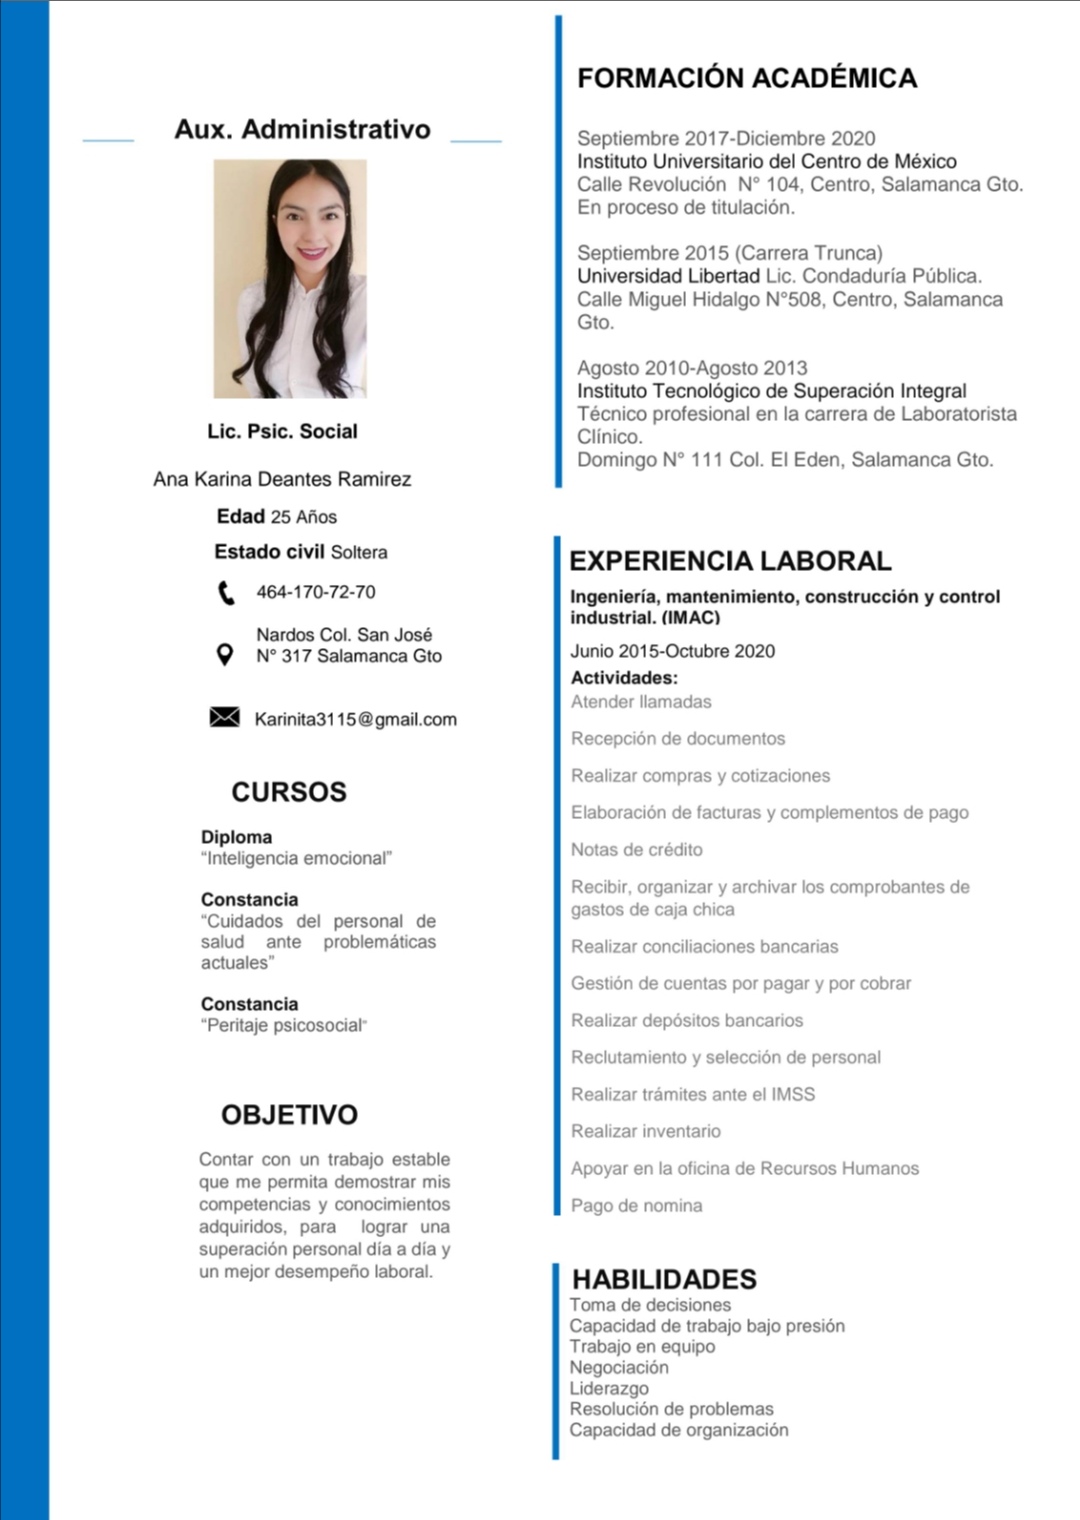 Aux. Administrativo
Lic. Psic. Social
Ana Karina Deantes Ramirez
Edad 25 Años
Estado civil Soltera
464-170-72-70
Nardos Col. San José
N° 317 Salamanca Gto
Karinita3115@gmail.com
CURSOS
Diploma
“Inteligencia emocional”
Constancia
“Cuidados del personal de
salud ante problemáticas
actuales”
Constancia
“Peritaje psicosocial”
OBJETIVO
Contar con un trabajo estable
que me permita demostrar mis
competencias y conocimientos
adquiridos, para lograr una
superación personal día a día y
un mejor desempeño laboral.
FORMACIÓN ACADÉMICA
Septiembre 2017-Diciembre 2020
Instituto Universitario del Centro de México
Calle Revolución N° 104, Centro, Salamanca Gto.
En proceso de titulación.
Septiembre 2015 (Carrera Trunca)
Universidad Libertad Lic. Condaduría Pública.
Calle Miguel Hidalgo N°508, Centro, Salamanca
Gto.
Agosto 2010-Agosto 2013
Instituto Tecnológico de Superación Integral
Técnico profesional en la carrera de Laboratorista
Clínico.
Domingo N° 111 Col. El Eden, Salamanca Gto.
EXPERIENCIA LABORAL
Ingeniería, mantenimiento, construcción y control
industrial. (IMAC)
Junio 2015-Octubre 2020
Actividades:
Atender llamadas
Recepción de documentos
Realizar compras y cotizaciones
Elaboración de facturas y complementos de pago
Notas de crédito
Recibir, organizar y archivar los comprobantes de
gastos de caja chica
Realizar conciliaciones bancarias
Gestión de cuentas por pagar y por cobrar
Realizar depósitos bancarios
Reclutamiento y selección de personal
Realizar trámites ante el IMSS
Realizar inventario
Apoyar en la oficina de Recursos Humanos
Pago de nomina
HABILIDADES
Toma de decisiones
Capacidad de trabajo bajo presión
Trabajo en equipo
Negociación
Liderazgo
Resolución de problemas
Capacidad de organización